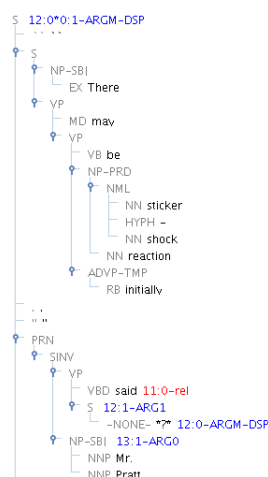 S 12:0*0:1-ARGM-DSP
`` ``
S
NP-SBJ
EX There
VP
MD may
VP
VB be
NP-PRD
NML
NN sticker
HYPH -
NN shock
NN reaction
ADVP-TMP
RB initially
, ,
'' "
PRN
SINV
VP
VBD said 11:0-rel
S 12:1-ARG1
-NONE- *?* 12:0-ARGM-DSP
NP-SBJ 13:1-ARG0
NNP Mr.
NNP Pratt